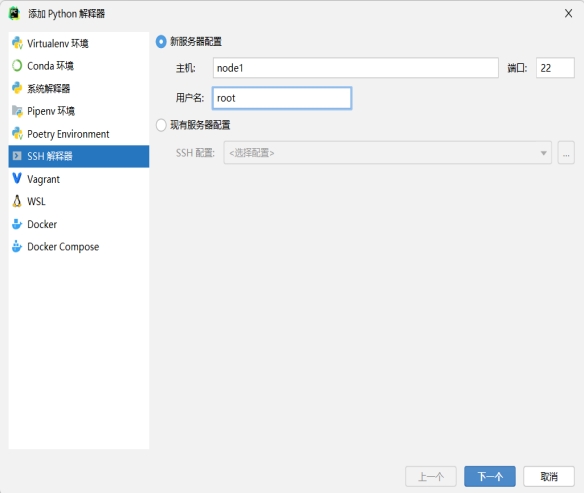 添加 Python 解释器
Virtualenv 环境
Conda 环境
系统解释器
Pipenv 环境
Poetry Environment
SSH 解释器
Vagrant
WSL
Docker
Docker Compose
新服务器配置
主机: node1 端口: 22
用户名: root
现有服务器配置
SSH 配置: <选择配置> ...
上一个 下一个 取消